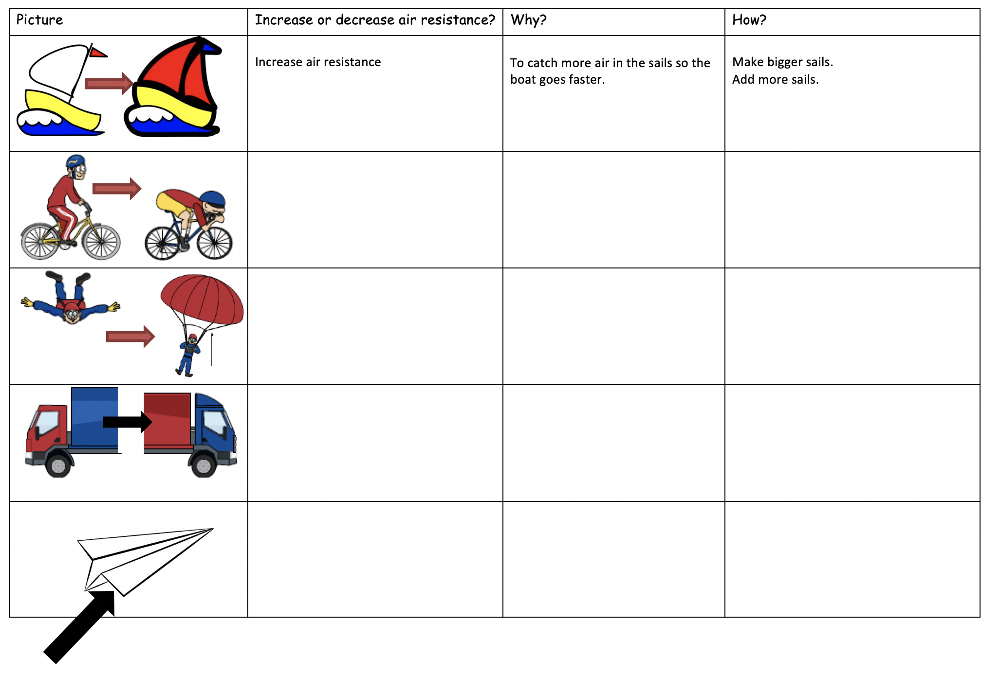 Picture
Increase or decrease air resistance?
Why?
How?
Increase air resistance
To catch more air in the sails so the
boat goes faster.
Make bigger sails.
Add more sails.